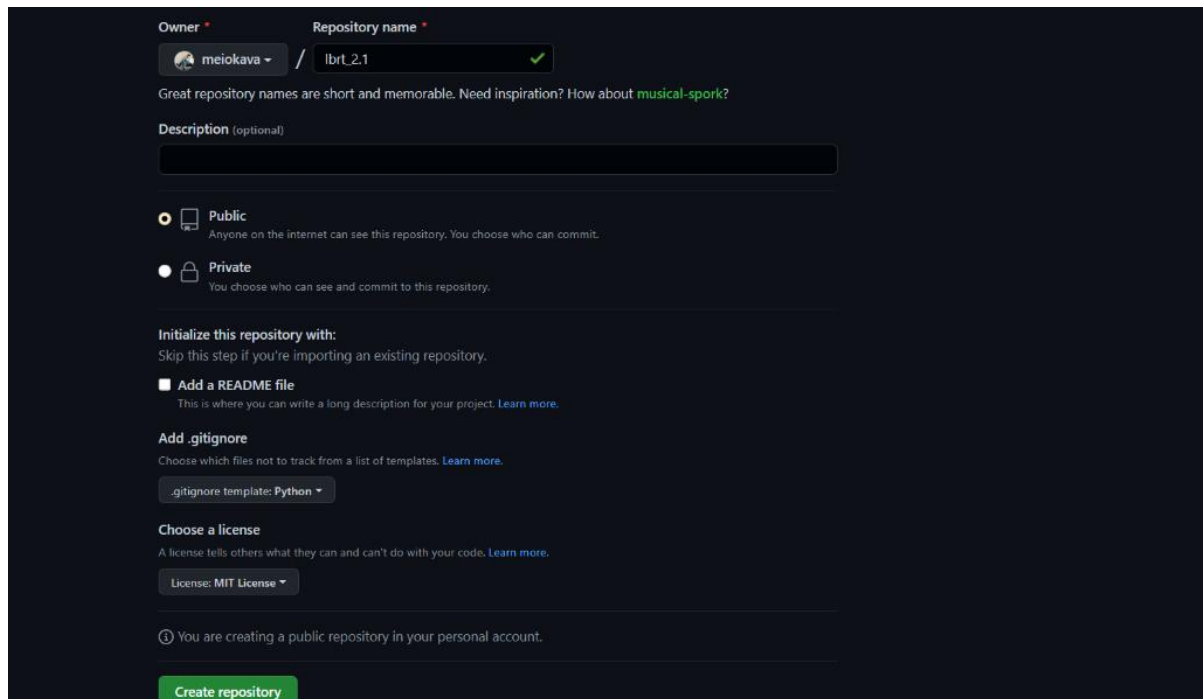 Owner * Repository name *
meiokava / lbrt_2.1
Great repository names are short and memorable. Need inspiration? How about musical-spork?
Description (optional)
Public
Anyone on the internet can see this repository. You choose who can commit.
Private
You choose who can see and commit to this repository.
Initialize this repository with:
Skip this step if you're importing an existing repository.
Add a README file
This is where you can write a long description for your project. Learn more.
Add .gitignore
Choose which files not to track from a list of templates. Learn more.
.gitignore template: Python
Choose a license
A license tells others what they can and can't do with your code. Learn more.
License: MIT License
You are creating a public repository in your personal account.
Create repository